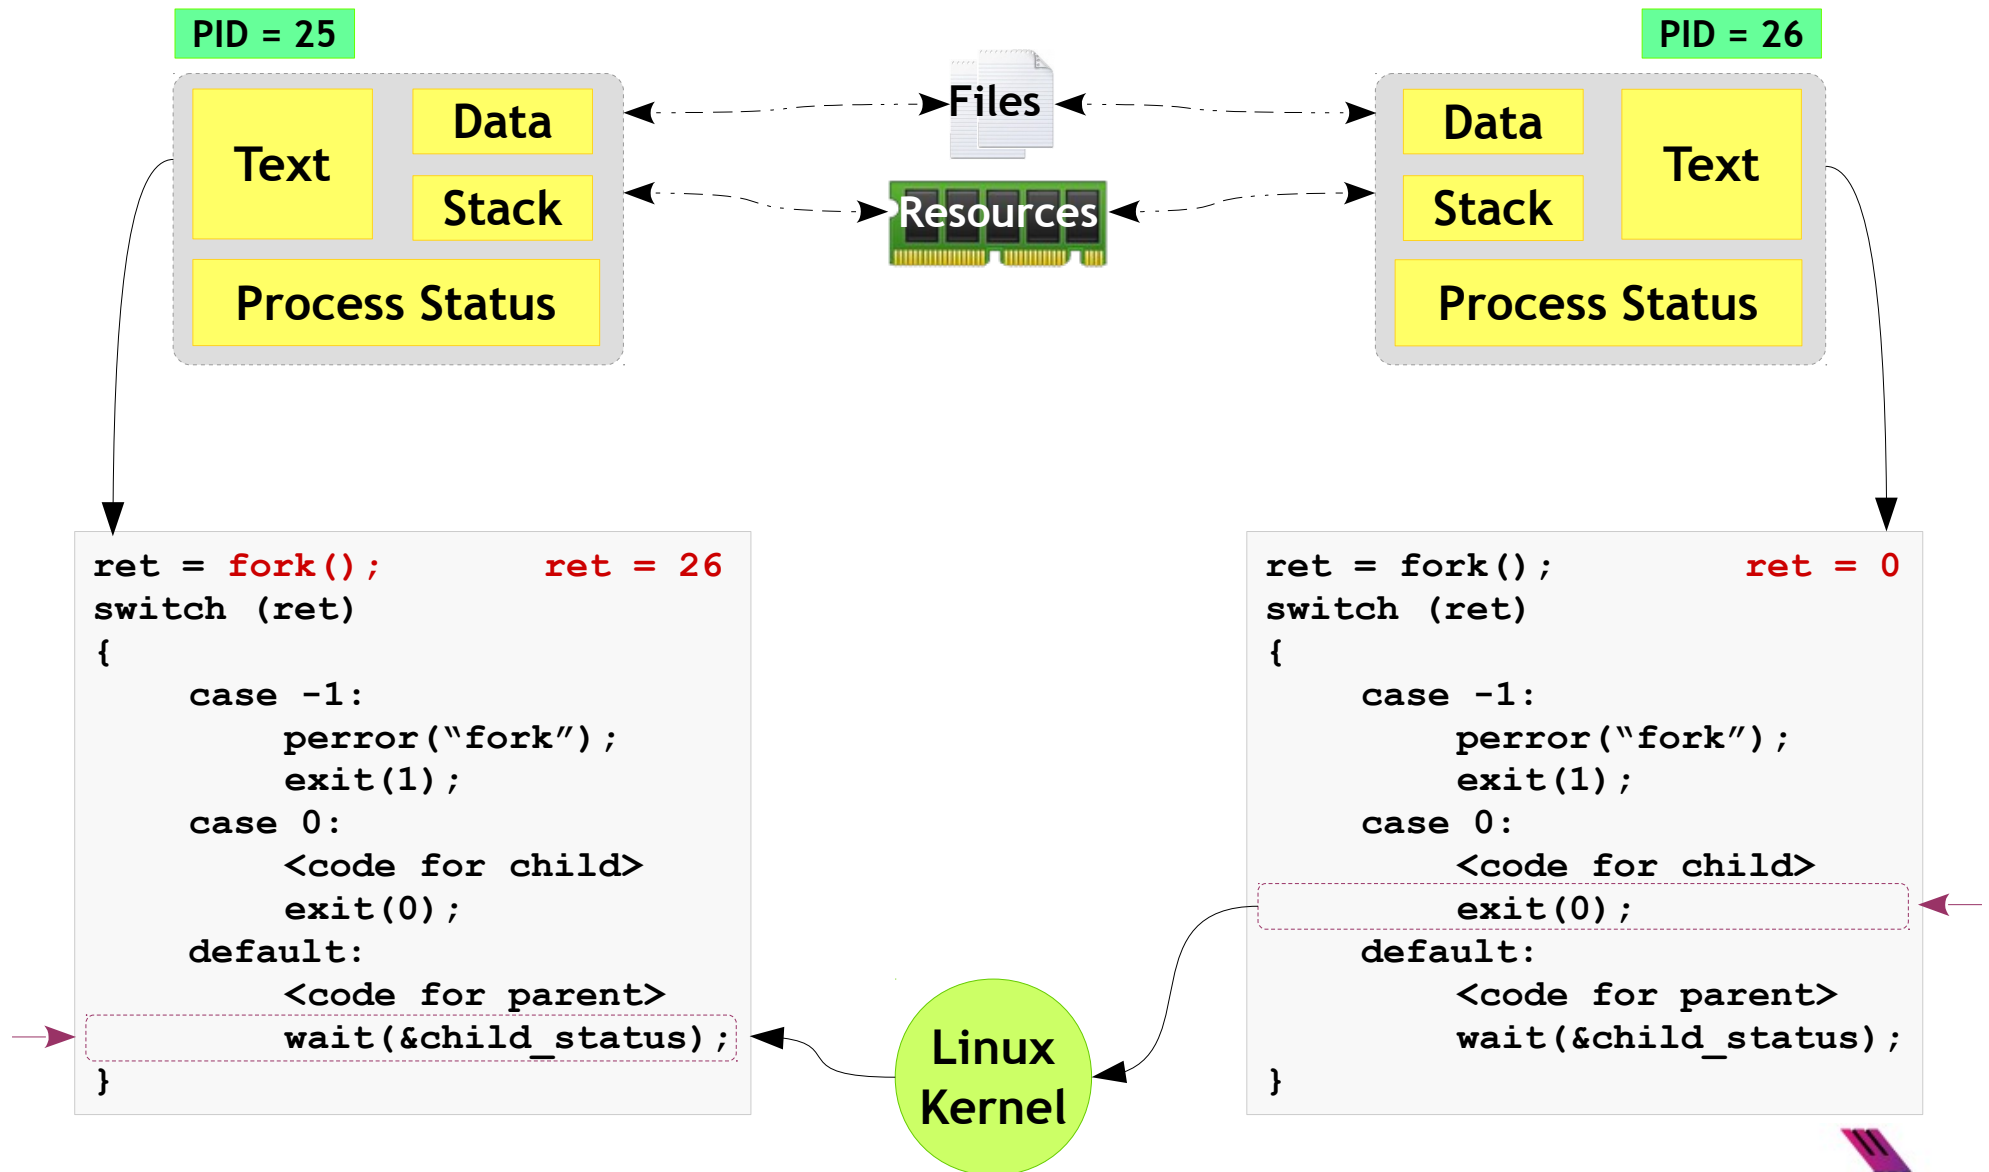 PID = 25
Text
Data
Stack
Process Status
Files
Resources
PID = 26
Data
Text
Stack
Process Status
ret = fork();    ret = 26
switch (ret)
{
case -1:
perror(“fork”);
exit(1);
case 0:
<code for child>
exit(0);
default:
<code for parent>
wait(&child_status);
}
Linux
Kernel
ret = fork();    ret = 0
switch (ret)
{
case -1:
perror(“fork”);
exit(1);
case 0:
<code for child>
exit(0);
default:
<code for parent>
wait(&child_status);
}